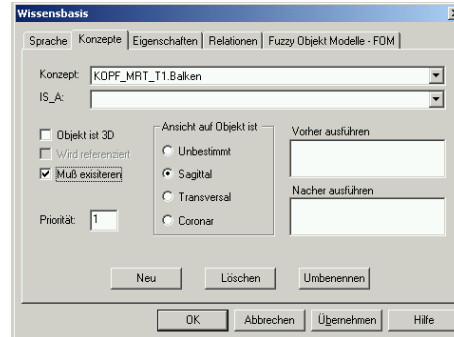 Wissensbasis
Sprache Konzepte Eigenschaften Relationen Fuzzy Objekt Modelle - FOM
Konzept: KOPF_MRT_T1.Balken
IS_A:
Objekt ist 3D
Wird referenziert
Muß exisiteren
Priorität: 1
Ansicht auf Objekt ist
Unbestimmt
Sagittal
Transversal
Coronar
Vorher ausführen
Nacher ausführen
Neu Löschen Umbenennen
OK Abbrechen Übernehmen Hilfe